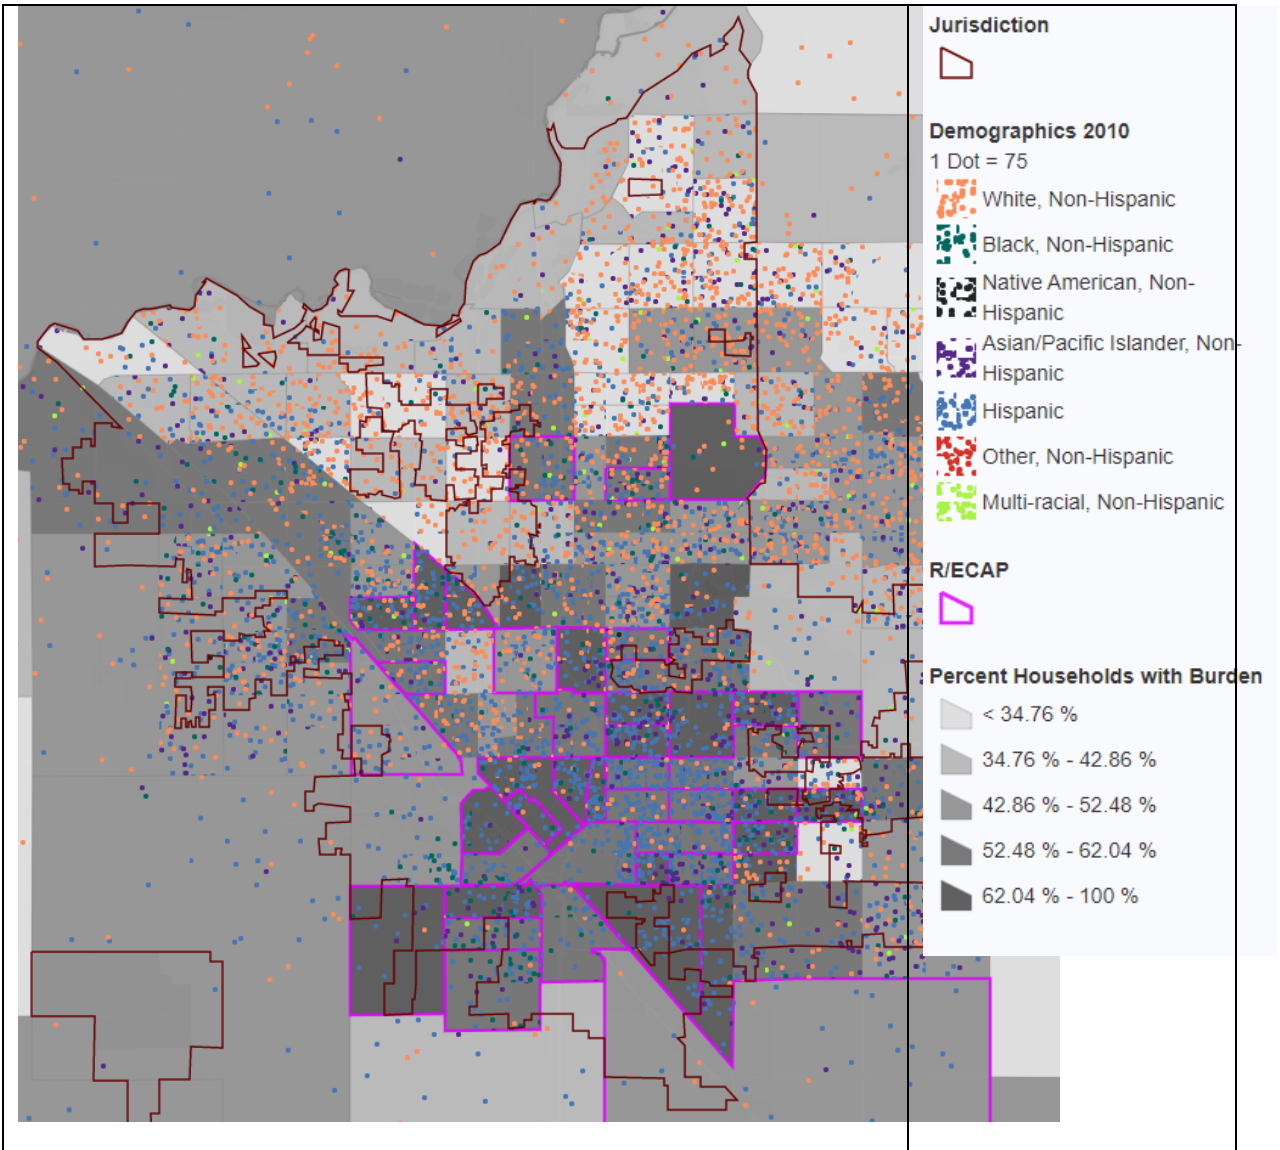 Jurisdiction
Demographics 2010
1 Dot = 75
White, Non-Hispanic
Black, Non-Hispanic
Native American, Non-
Hispanic
Asian/Pacific Islander, Non-
Hispanic
Hispanic
Other, Non-Hispanic
Multi-racial, Non-Hispanic
R/ECAP
Percent Households with Burden
< 34.76 %
34.76 % - 42.86 %
42.86 % - 52.48 %
52.48 % - 62.04 %
62.04 % - 100 %